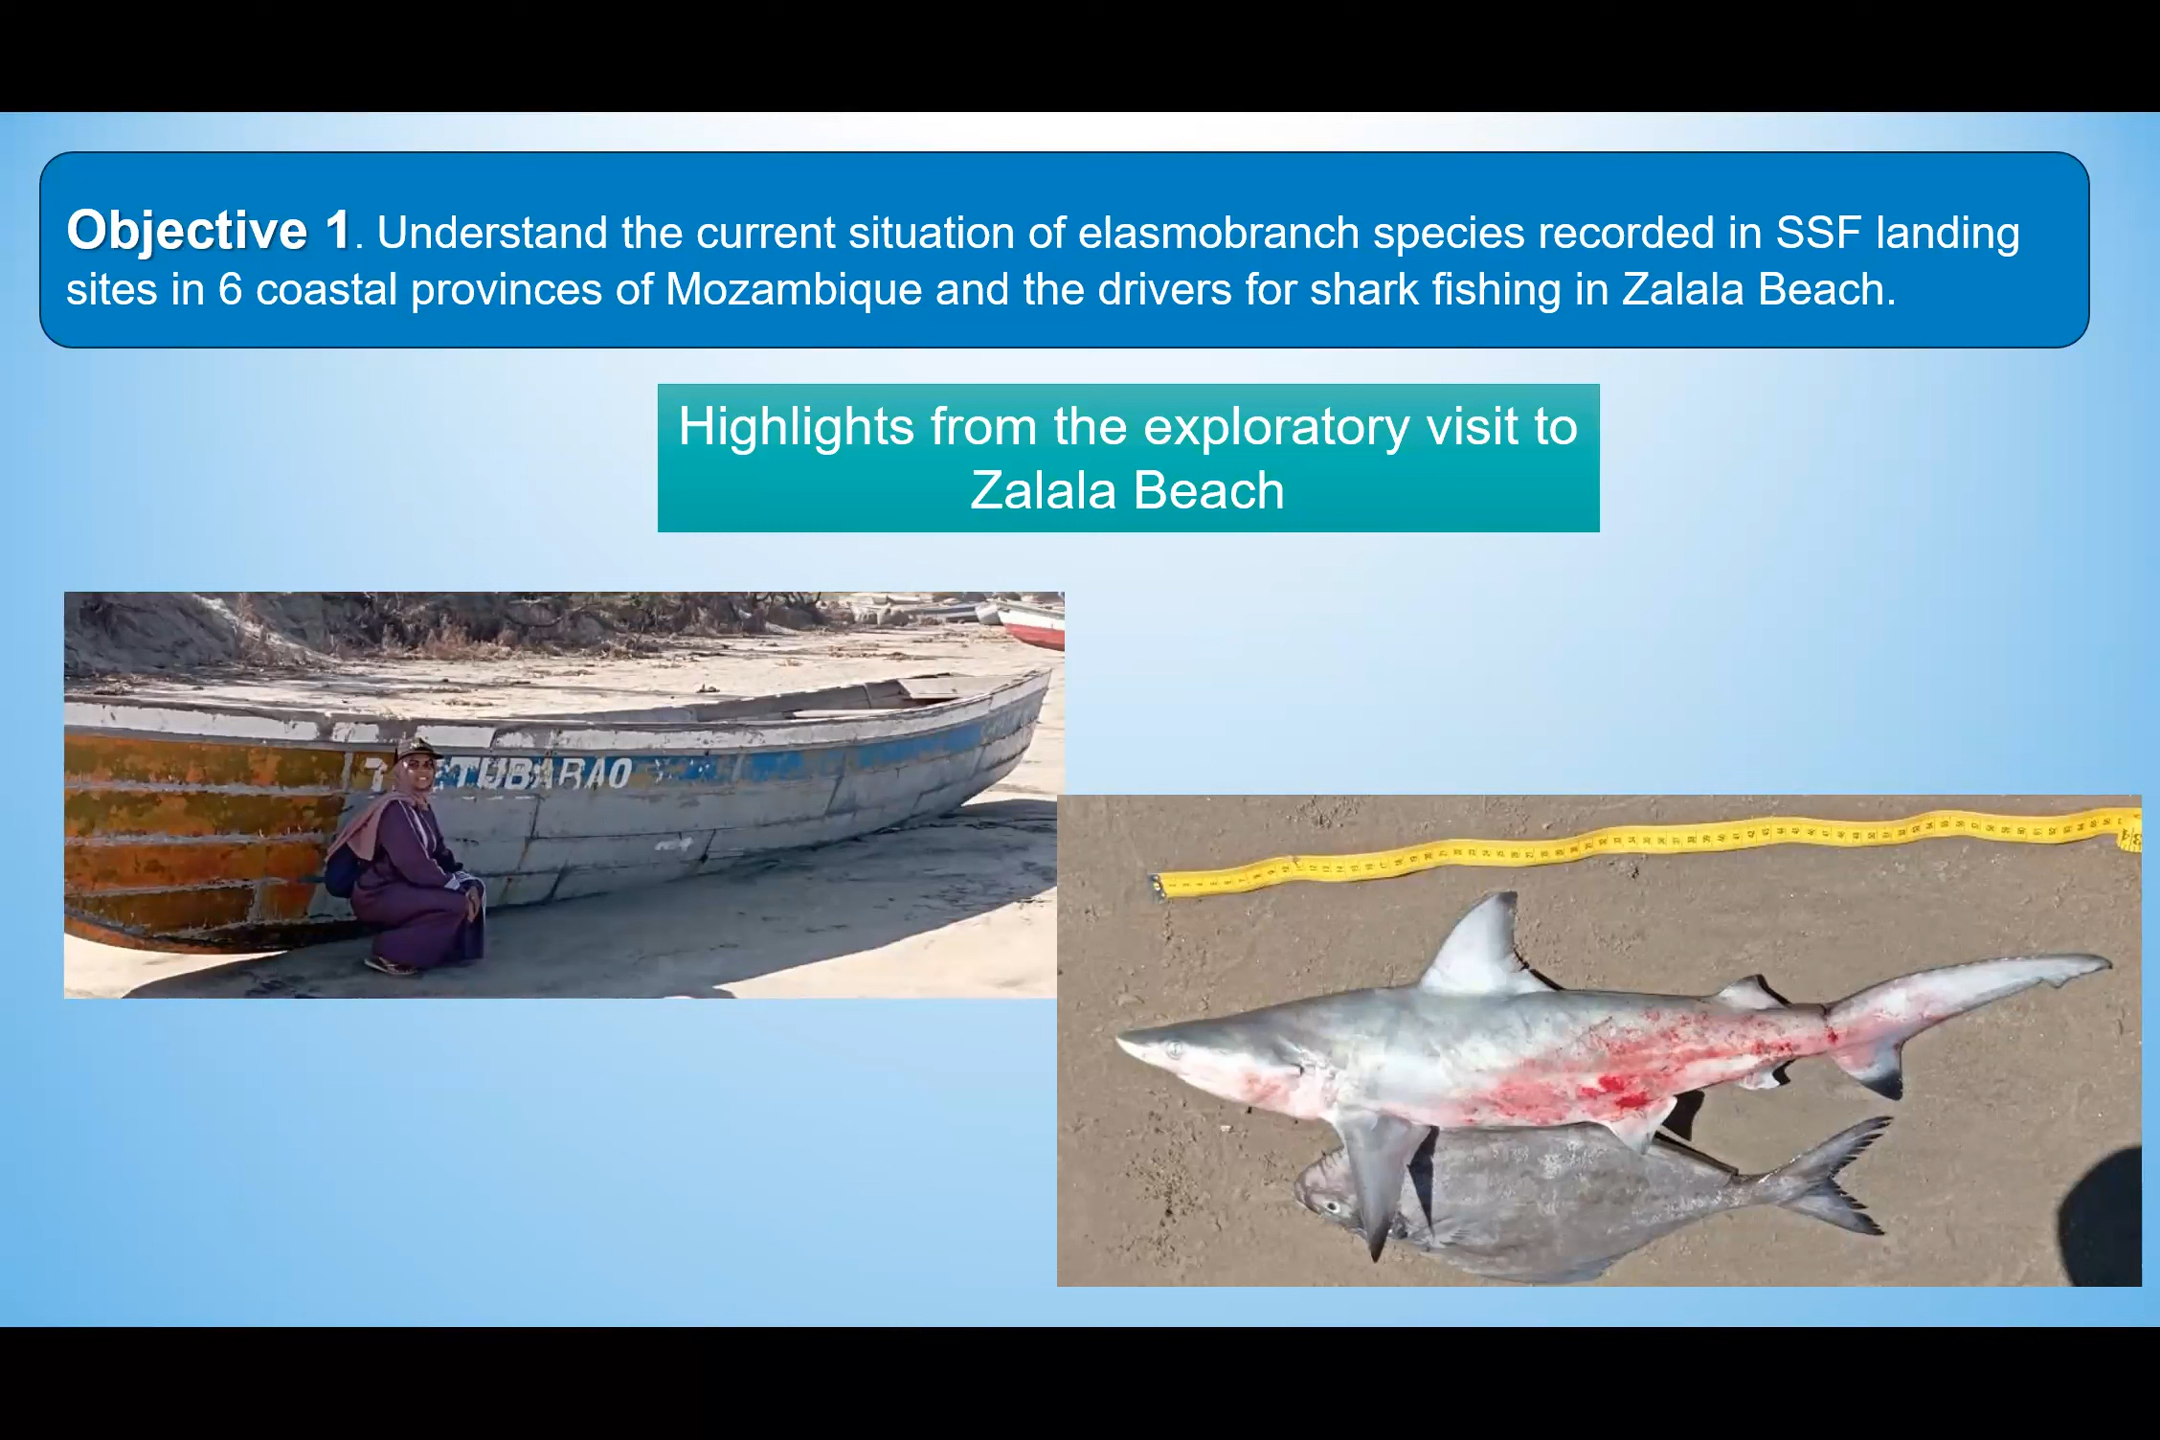 Objective 1. Understand the current situation of elasmobranch species recorded in SSF landing
sites in 6 coastal provinces of Mozambique and the drivers for shark fishing in Zalala Beach.
Highlights from the exploratory visit to
Zalala Beach
TUBARAO